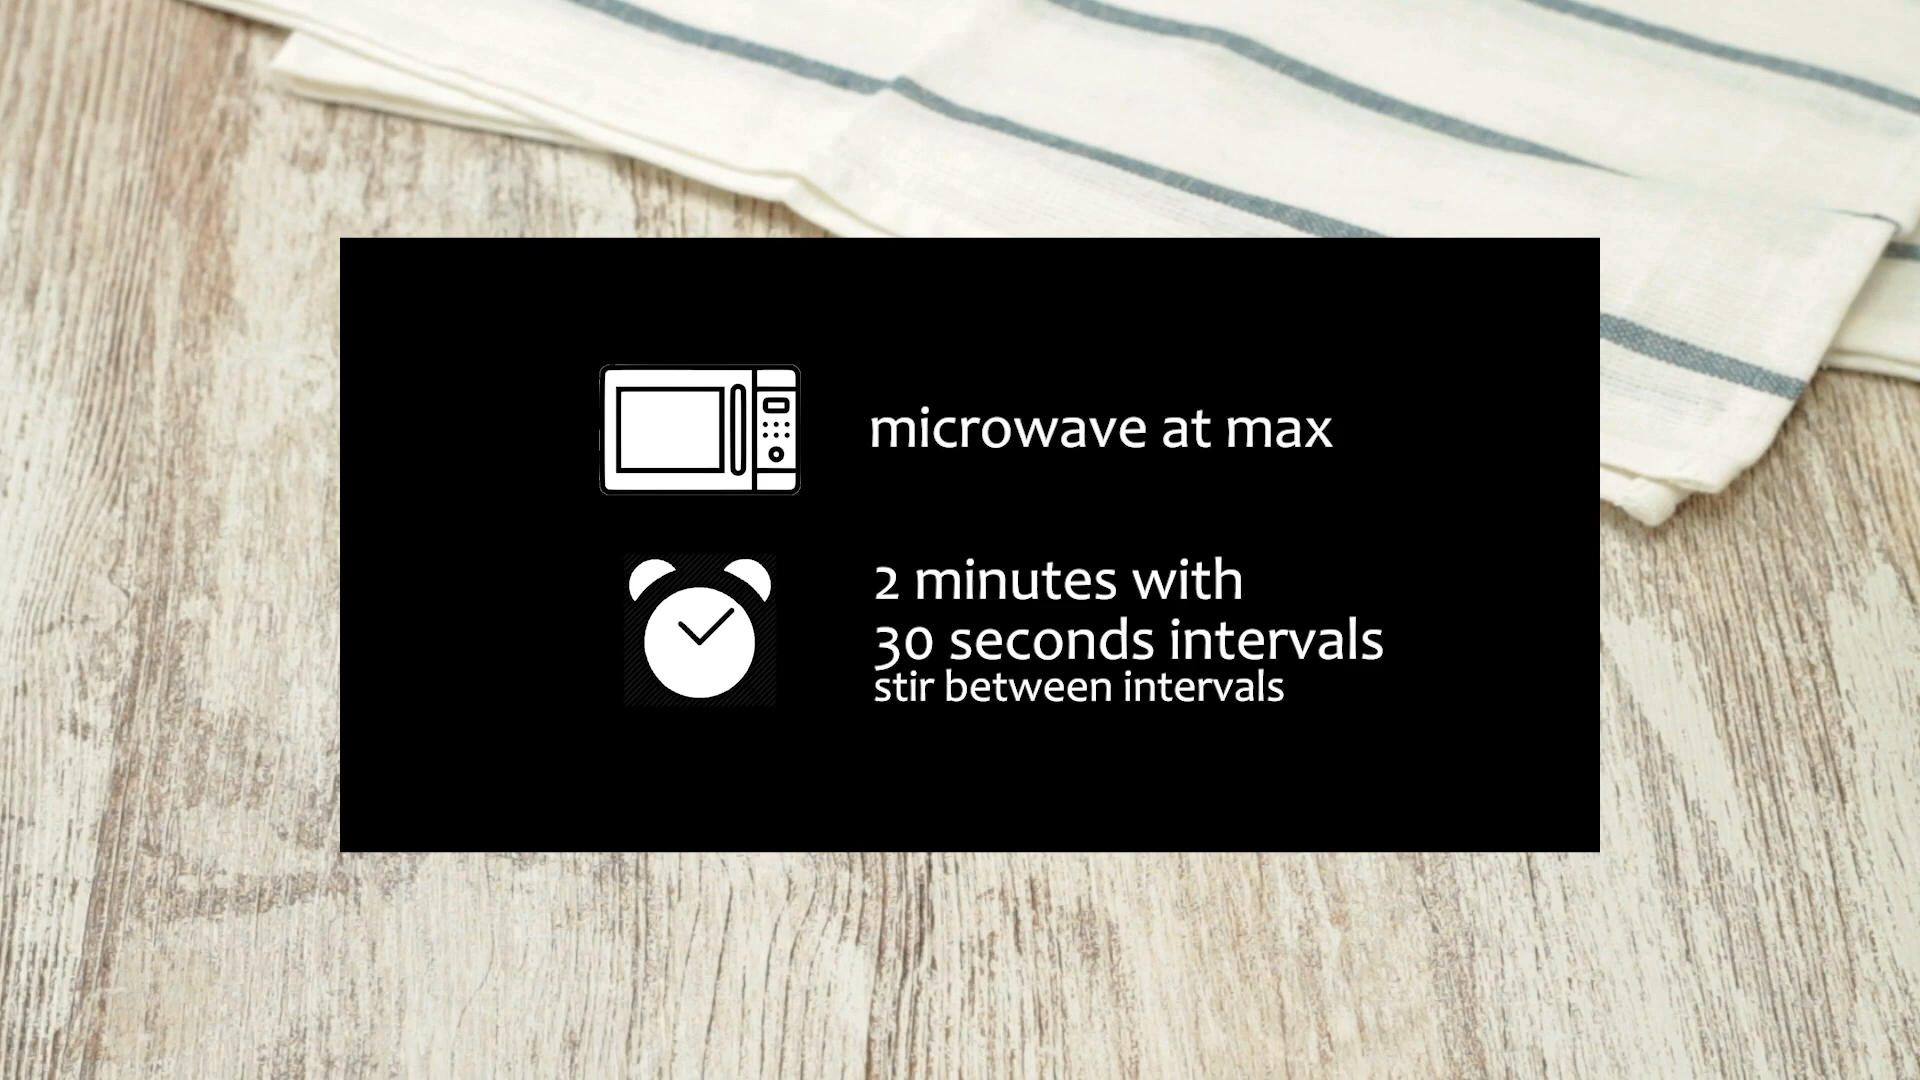 microwave at max
2 minutes with
30 seconds intervals
stir between intervals